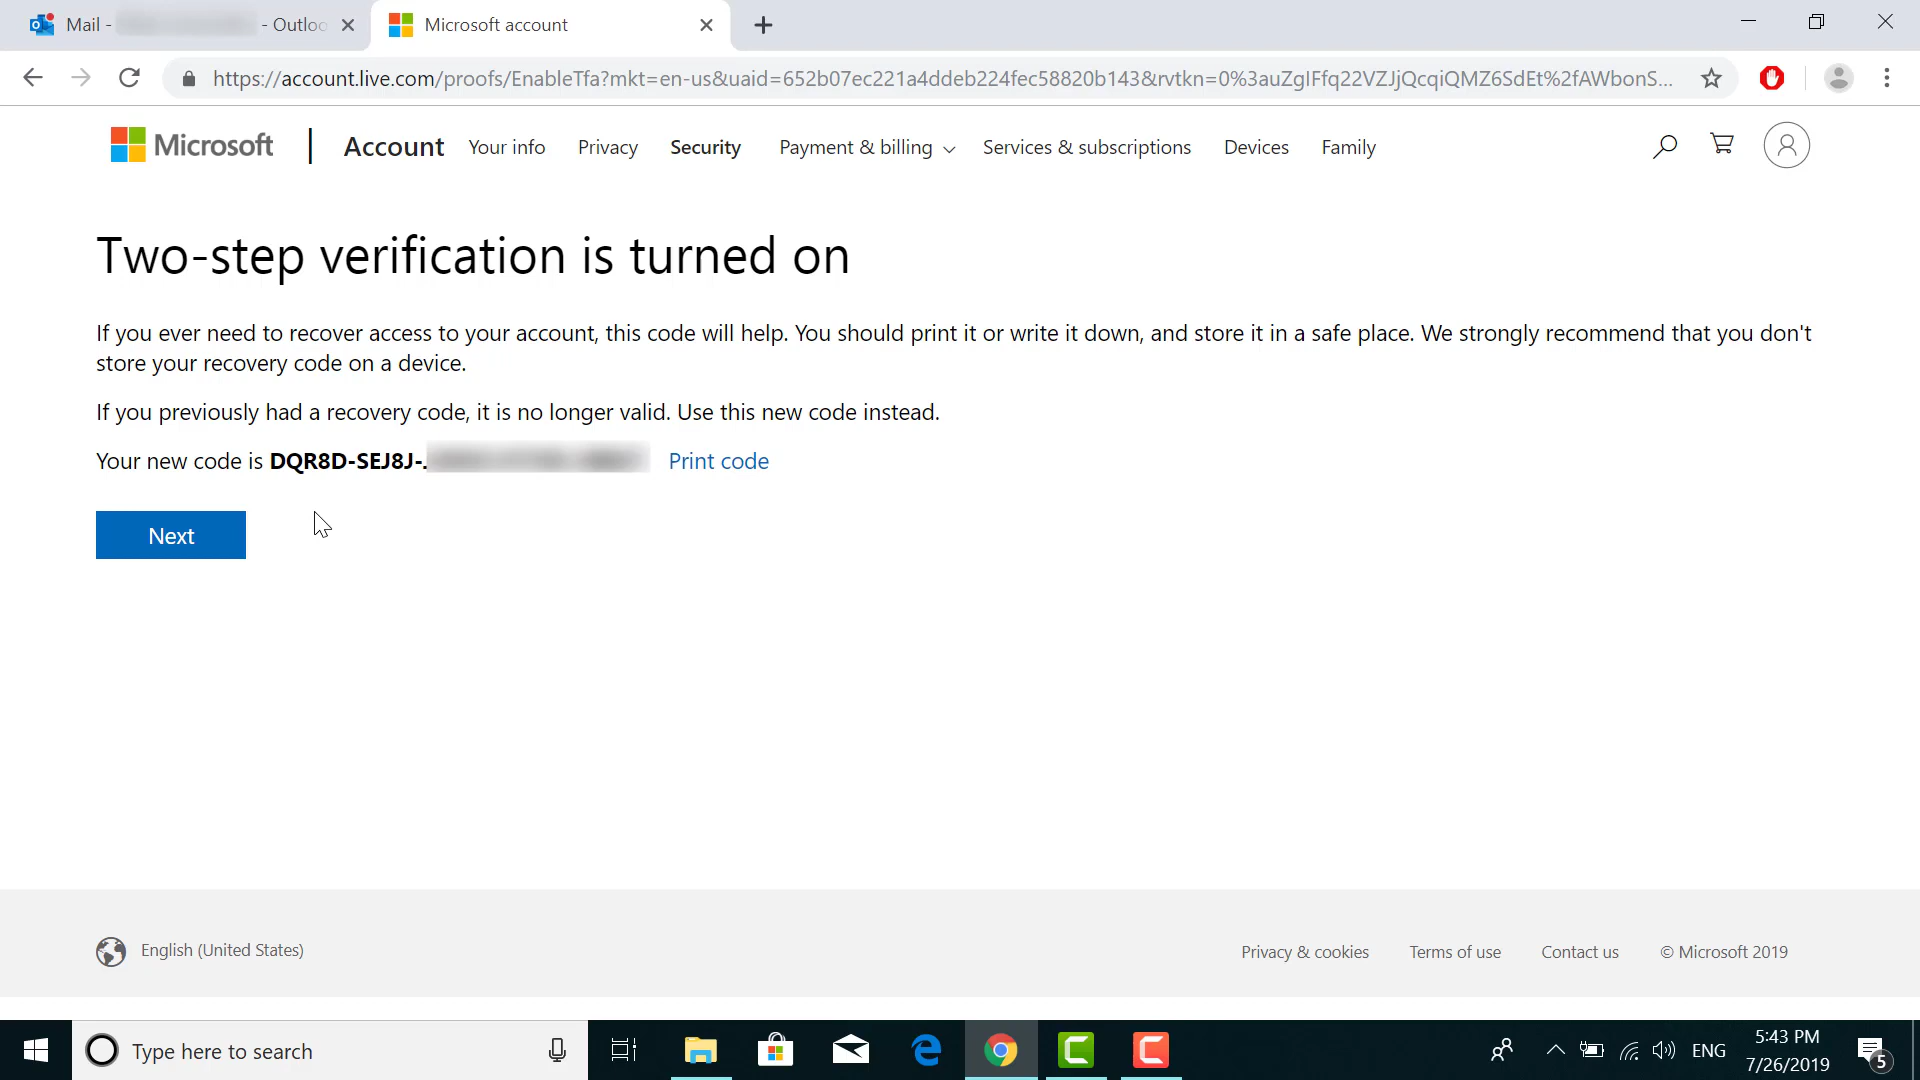 Mail - - Outloo
Microsoft account
https://account.live.com/proofs/EnableTfa?mkt=en-us&uaid=652b07ec221a4ddeb224fec58820b143&rvtkn=0%3auZgIFfq22VZJjQcqiQMZ6SdEt%2fAWbonS...
Microsoft | Account Your info Privacy Security Payment & billing Services & subscriptions Devices Family
Two-step verification is turned on
If you ever need to recover access to your account, this code will help. You should print it or write it down, and store it in a safe place. We strongly recommend that you don't
store your recovery code on a device.
If you previously had a recovery code, it is no longer valid. Use this new code instead.
Your new code is DQR8D-SEJ8J- Print code
Next
English (United States)
Privacy & cookies Terms of use Contact us © Microsoft 2019
Type here to search
ENG
5:43 PM
7/26/2019
5